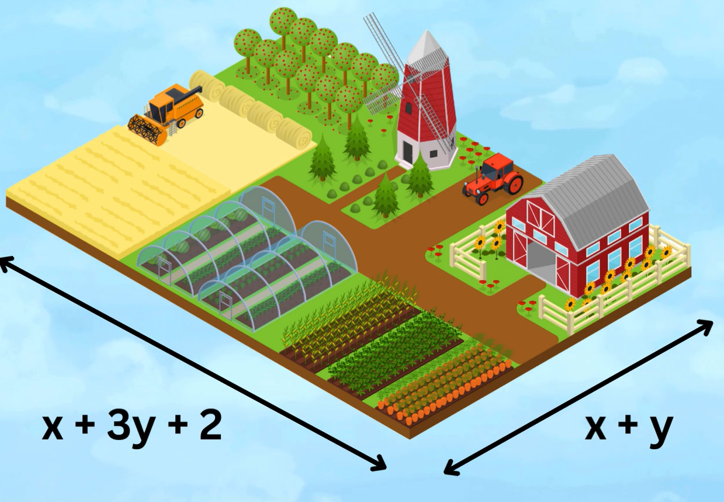 x + 3y + 2
x + y